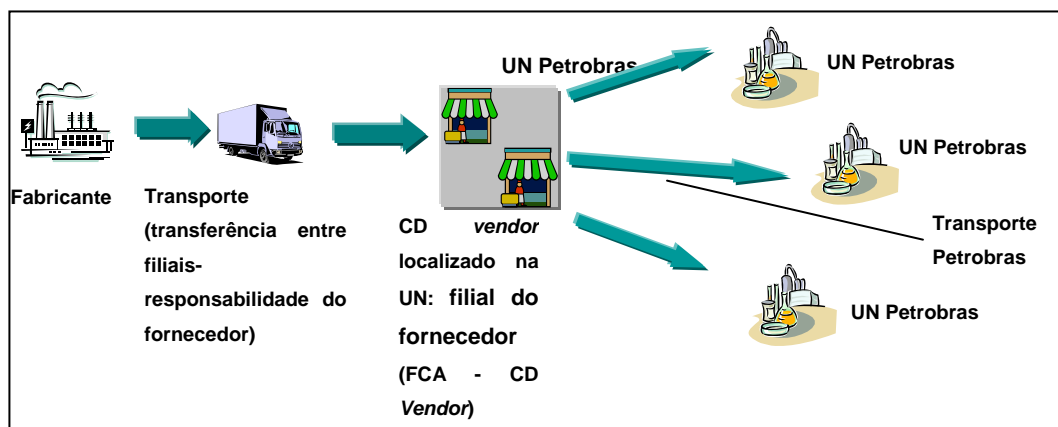 UN Petrobras
UN Petrobras
UN Petrobras
Fabricante
Transporte
(transferência entre
filiais-
responsabilidade do
fornecedor)
CD vendor
localizado na
UN: filial do
fornecedor
(FCA - CD
Vendor)
Transporte
Petrobras
UN Petrobras